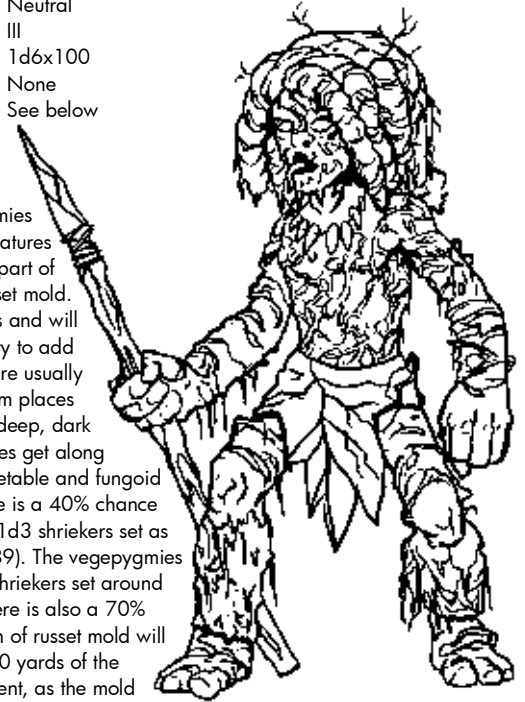 Neutral
III
1d6x100
None
See below
mies
atures
part of
set mold.
s and will
ry to add
re usually
m places
deep, dark
es get along
etable and fungoid
e is a 40% chance
1d3 shriekers set as
39). The vegepygmies
hriekers set around
ere is also a 70%
n of russet mold will
0 yards of the
ent, as the mold